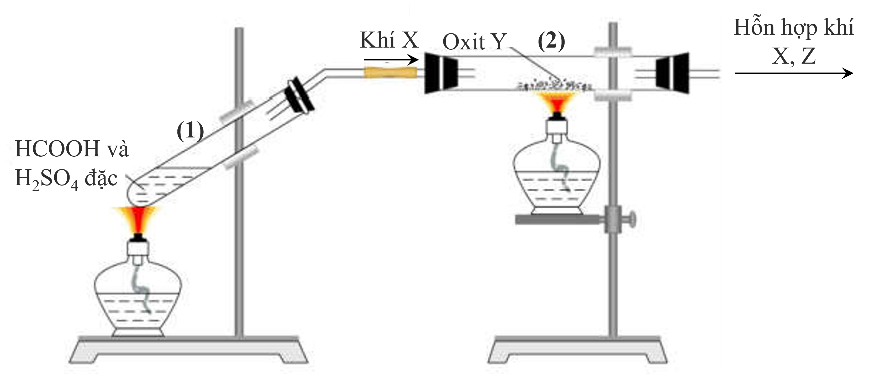 Khí X
Oxit Y
(2)
Hỗn hợp khí
X, Z
(1)
HCOOH và
H₂SO₄ đặc